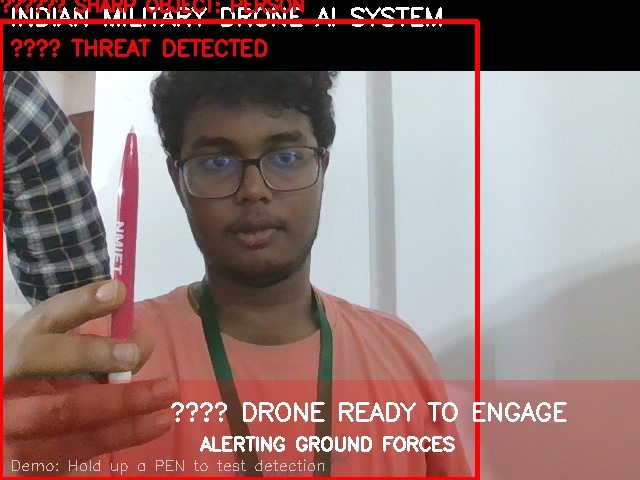 ?????? SHARP OBJECT: PERSON
INDIAN MILITARY DRONE AI SYSTEM
???? THREAT DETECTED
NMIET
???? DRONE READY TO ENGAGE
ALERTING GROUND FORCES
Demo: Hold up a PEN to test detection